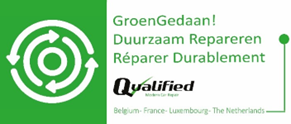 GroenGedaan!
Duurzaam Repareren
Réparer Durablement
Qualified
Belgium- France- Luxembourg- The Netherlands